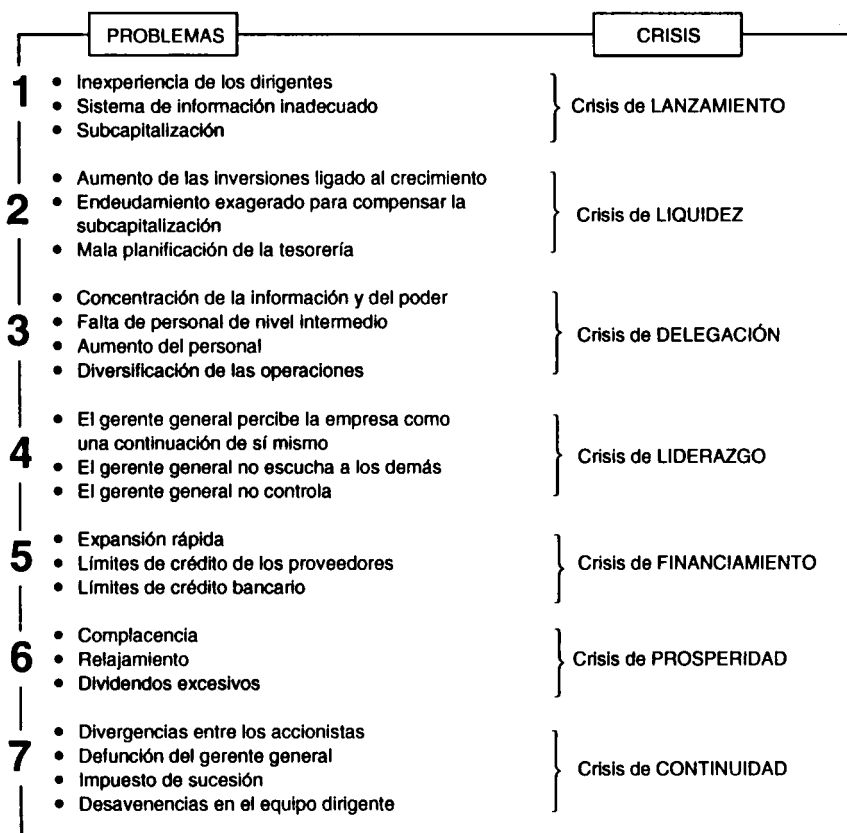 PROBLEMAS CRISIS
1
• Inexperiencia de los dirigentes
• Sistema de información inadecuado
• Subcapitalización
Crisis de LANZAMIENTO
2
• Aumento de las inversiones ligado al crecimiento
• Endeudamiento exagerado para compensar la
subcapitalización
• Mala planificación de la tesorería
Crisis de LIQUIDEZ
3
• Concentración de la información y del poder
• Falta de personal de nivel intermedio
• Aumento del personal
• Diversificación de las operaciones
Crisis de DELEGACIÓN
4
• El gerente general percibe la empresa como
una continuación de sí mismo
• El gerente general no escucha a los demás
• El gerente general no controla
Crisis de LIDERAZGO
5
• Expansión rápida
• Límites de crédito de los proveedores
• Límites de crédito bancario
Crisis de FINANCIAMIENTO
6
• Complacencia
• Relajamiento
• Dividendos excesivos
Crisis de PROSPERIDAD
7
• Divergencias entre los accionistas
• Defunción del gerente general
• Impuesto de sucesión
• Desavenencias en el equipo dirigente
Crisis de CONTINUIDAD